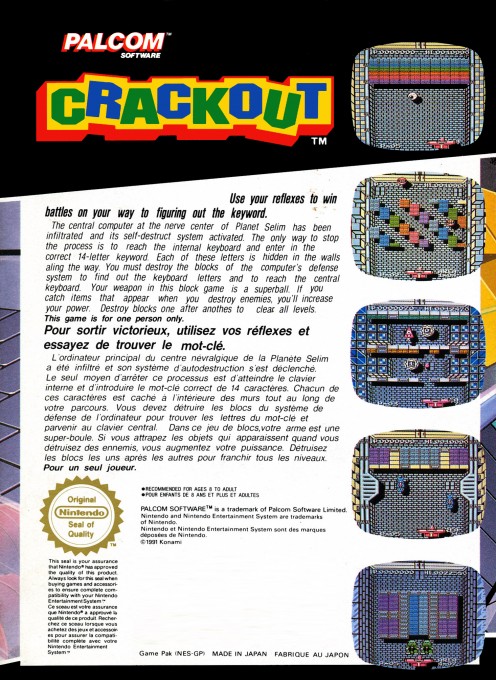 PALCOM™
SOFTWARE
CRACKOUT
TM
Use your reflexes to win
battles on your way to figuring out the keyword.
The central computer at the nerve center of Planet Selim has been
infiltrated and its self-destruct system activated. The only way to stop
the process is to reach the internal keyboard and enter in the
correct 14-letter keyword. Each of these letters is hidden in the walls
aling the way. You must destroy the blocks of the computer's defense
system to find out the keyboard letters and to reach the central
keyboard. Your weapon in this block game is a superball. If you
catch items that appear when you destroy enemies, you'll increase
your power. Destroy blocks one after anothes to clear all levels.
This game is for one person only.
Pour sortir victorieux, utilisez vos réflexes et
essayez de trouver le mot-clé.
L'ordinateur principal du centre névralgique de la Planète Selim
a été infiltré et son système d'autodestruction s'est déclenché.
Le seul moyen d'arrêter ce processus est d'atteindre le clavier
interne et d'introduire le mot-clé correct de 14 caractères. Chacun de
ces caractères est caché à l'intérieure des murs tout au long de
votre parcours. Vous devez détruire les blocs du système de
défense de l'ordinateur pour trouver les lettres du mot-clé et
parvenir au clavier central. Dans ce jeu de blocs, votre arme est une
super-boule. Si vous attrapez les objets qui apparaissent quand vous
détruisez des ennemis, vous augmentez votre puissance. Détruisez
les blocs les uns après les autres pour franchir tous les niveaux.
Pour un seul joueur.
Original
Nintendo
Seal of
Quality
TM
●RECOMMENDED FOR AGES 8 TO ADULT
●POUR ENFANTS DE 8 ANS ET PLUS ET ADULTES
PALCOM SOFTWARE™ is a trademark of Palcom Software Limited.
Nintendo and Nintendo Entertainment System are trademarks
of Nintendo.
Nintendo et Nintendo Entertainment System sont des marques
déposées de Nintendo.
©1991 Konami
This seal is your assurance
that Nintendo® has approved
the quality of this product.
Always look for this seal when
buying games and accessori-
es to ensure complete com-
patibility with your Nintendo
Entertainment System™
Ce sceau est votre assurance
que Nintendo® a approuvé la
qualité de ce produit. Recher-
chez ce sceau lorsque vous
achetez des jeux et accessoir-
es pour assurer la compati-
bilité complète avec votre
Nintendo Entertainment
System™
Game Pak (NES-GP) MADE IN JAPAN FABRIQUE AU JAPON